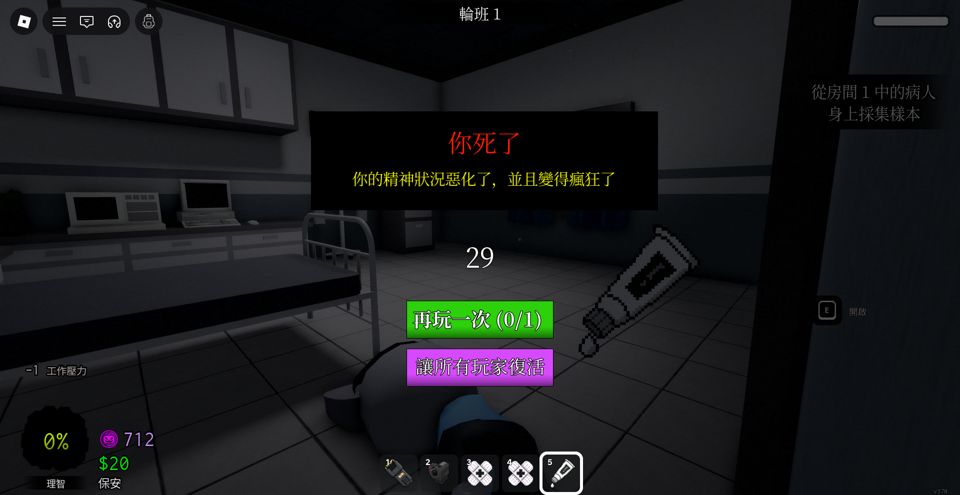 輪班 1
從房間 1 中的病人
身上採集樣本
你死了
你的精神狀況惡化了，並且變得瘋狂了
29
再玩一次 (0/1)
讓所有玩家復活
E
開啟
-1 工作壓力
0%
712
$20
理智
保安
1
2
3
4
5